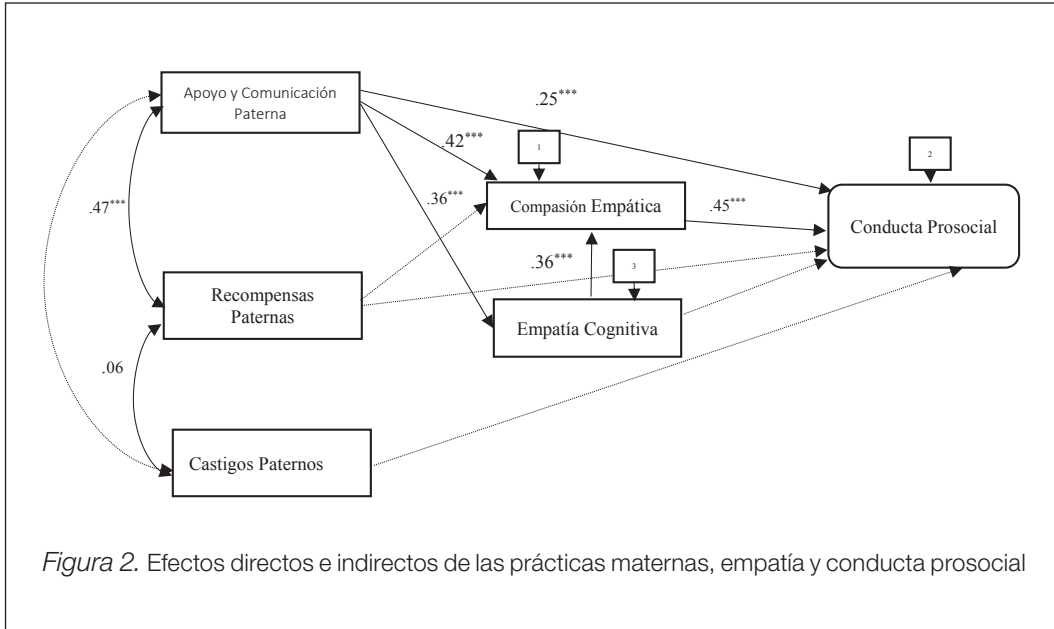 Apoyo y Comunicación
Paterna
.25***
.42***
1
2
.36***
Compasión Empática
.45***
Conducta Prosocial
.47***
.36***
3
Recompensas
Paternas
Empatía Cognitiva
.06
Castigos Paternos
Figura 2. Efectos directos e indirectos de las prácticas maternas, empatía y conducta prosocial